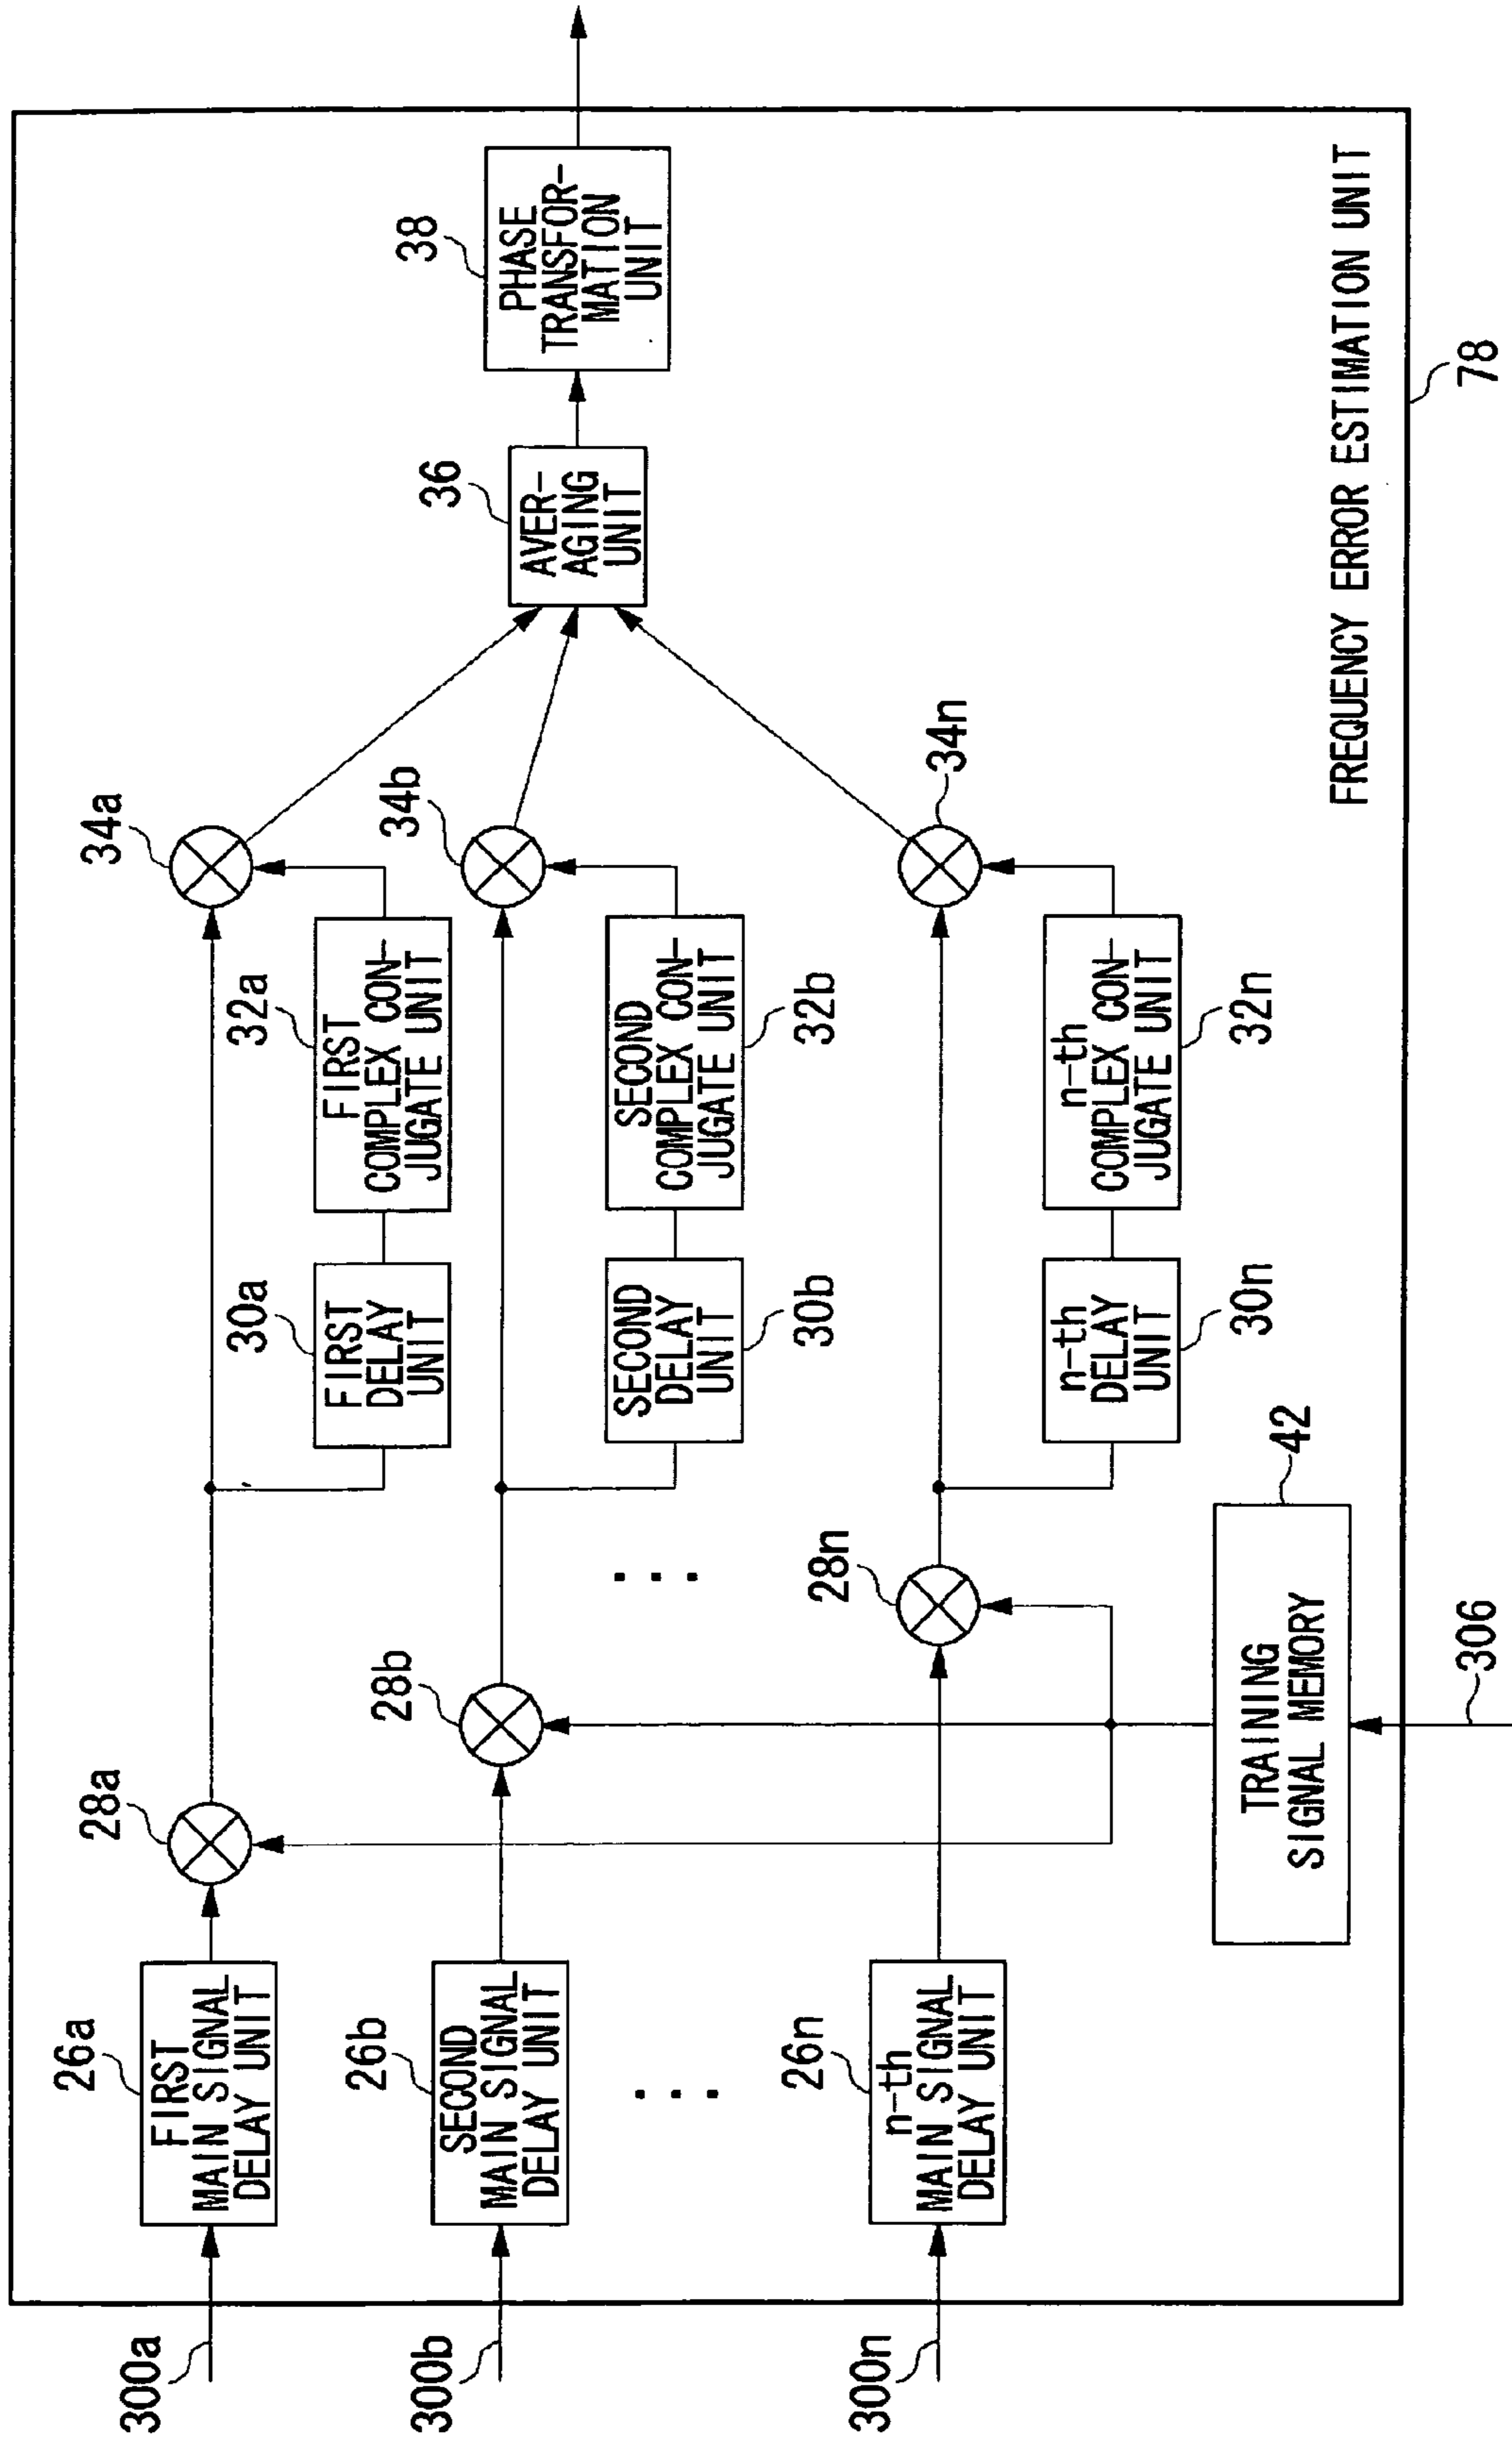 300a
26a
FIRST
MAIN SIGNAL
DELAY UNIT
28a
30a
FIRST
DELAY
UNIT
32a
FIRST
COMPLEX CON-
JUGATE UNIT
34a
300b
26b
SECOND
MAIN SIGNAL
DELAY UNIT
28b
30b
SECOND
DELAY
UNIT
32b
SECOND
COMPLEX CON-
JUGATE UNIT
34b
36
AVER-
AGING
UNIT
38
PHASE
TRANSFOR-
MATION
UNIT
...
...
300n
26n
n-th
MAIN SIGNAL
DELAY UNIT
28n
30n
n-th
DELAY
UNIT
32n
n-th
COMPLEX CON-
JUGATE UNIT
34n
42
TRAINING
SIGNAL MEMORY
306
FREQUENCY ERROR ESTIMATION UNIT
78